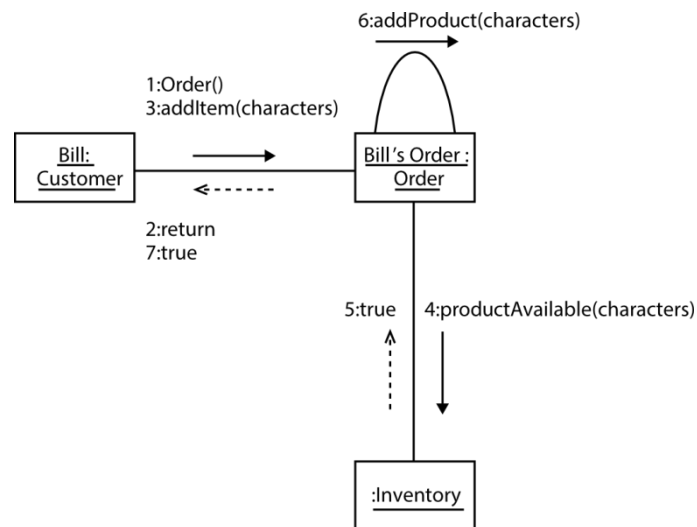 6:addProduct(characters)
1:Order()
3:addItem(characters)
Bill:
Customer
Bill's Order :
Order
2:return
7:true
5:true
4:productAvailable(characters)
:Inventory